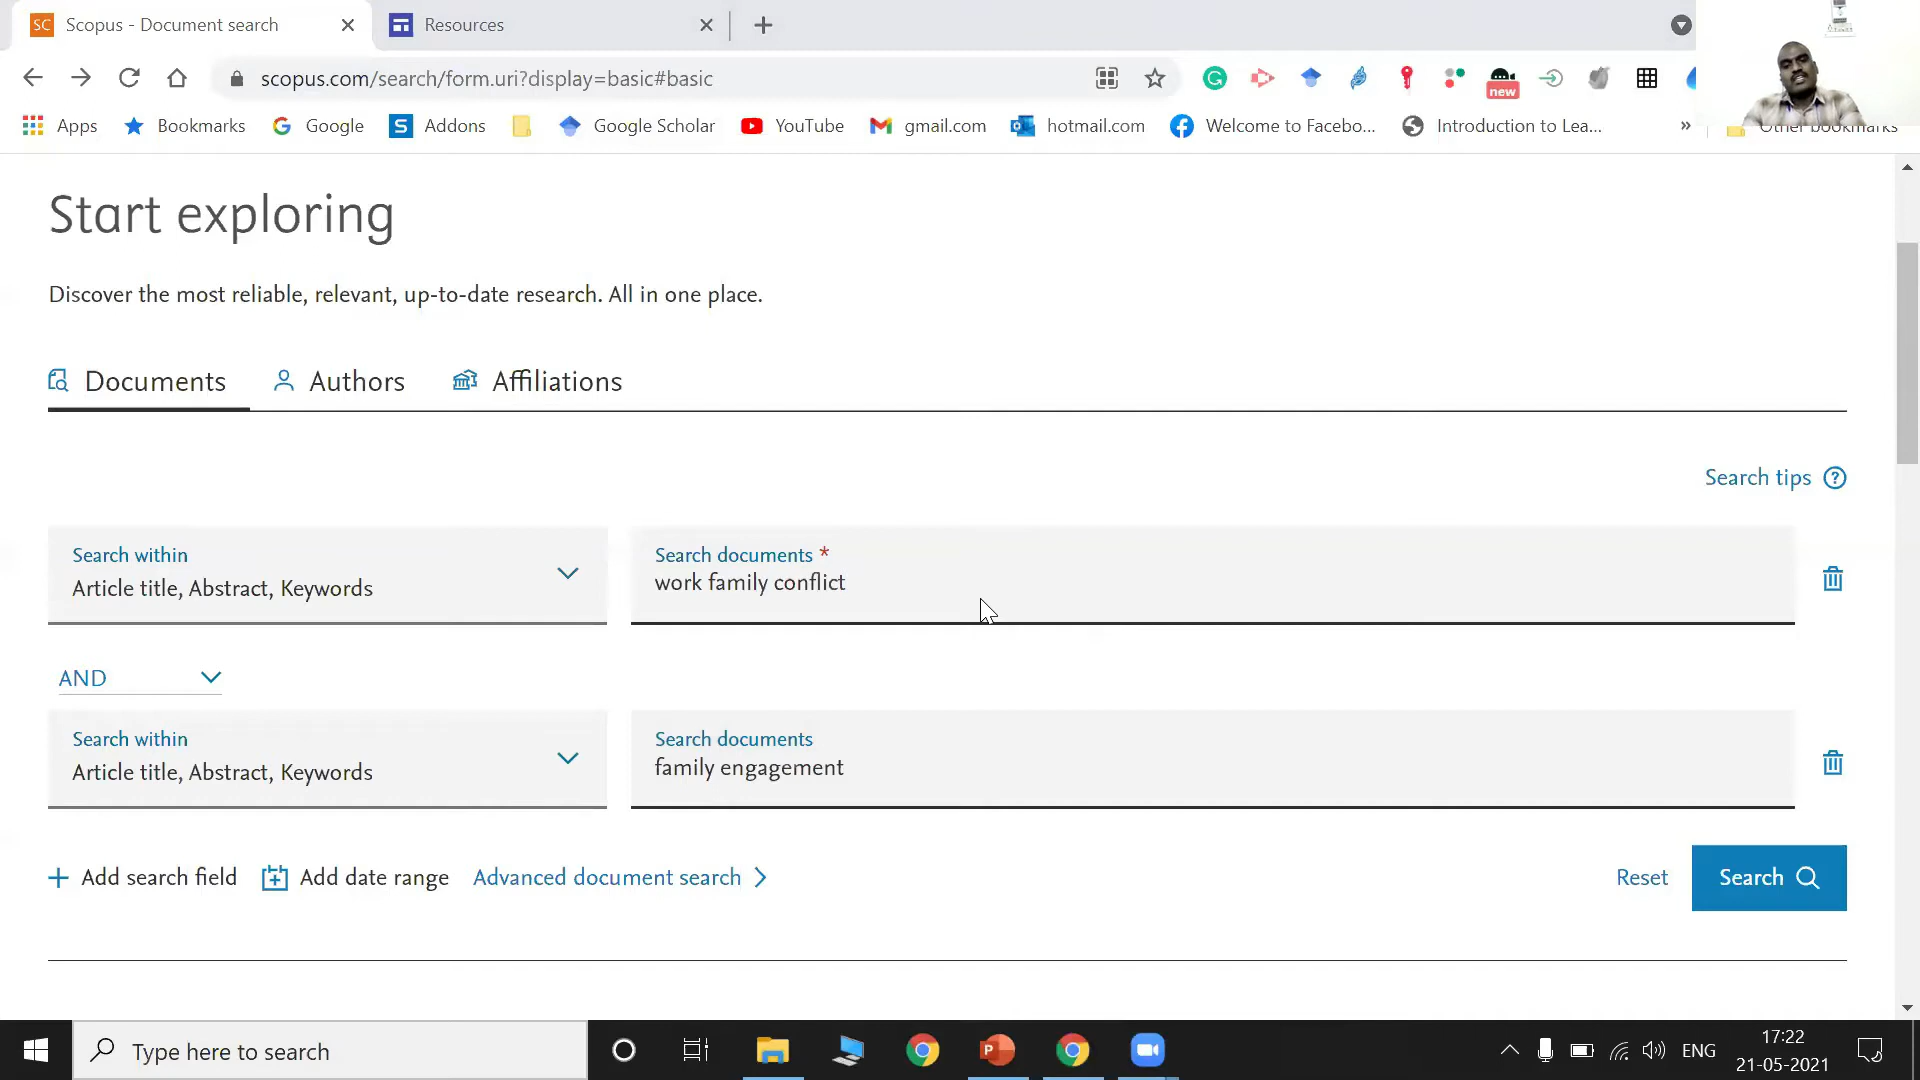 SC Scopus - Document search
Resources
scopus.com/search/form.uri?display=basic#basic
new
Apps
Bookmarks
Google
Addons
Google Scholar
YouTube
gmail.com
hotmail.com
Welcome to Facebo...
Introduction to Lea...
»
Other bookmarks
Start exploring
Discover the most reliable, relevant, up-to-date research. All in one place.
Documents
Authors
Affiliations
Search tips ?
Search within
Article title, Abstract, Keywords
Search documents *
work family conflict
AND
Search within
Article title, Abstract, Keywords
Search documents
family engagement
Add search field
Add date range
Advanced document search
Reset
Search
Type here to search
ENG
17:22
21-05-2021